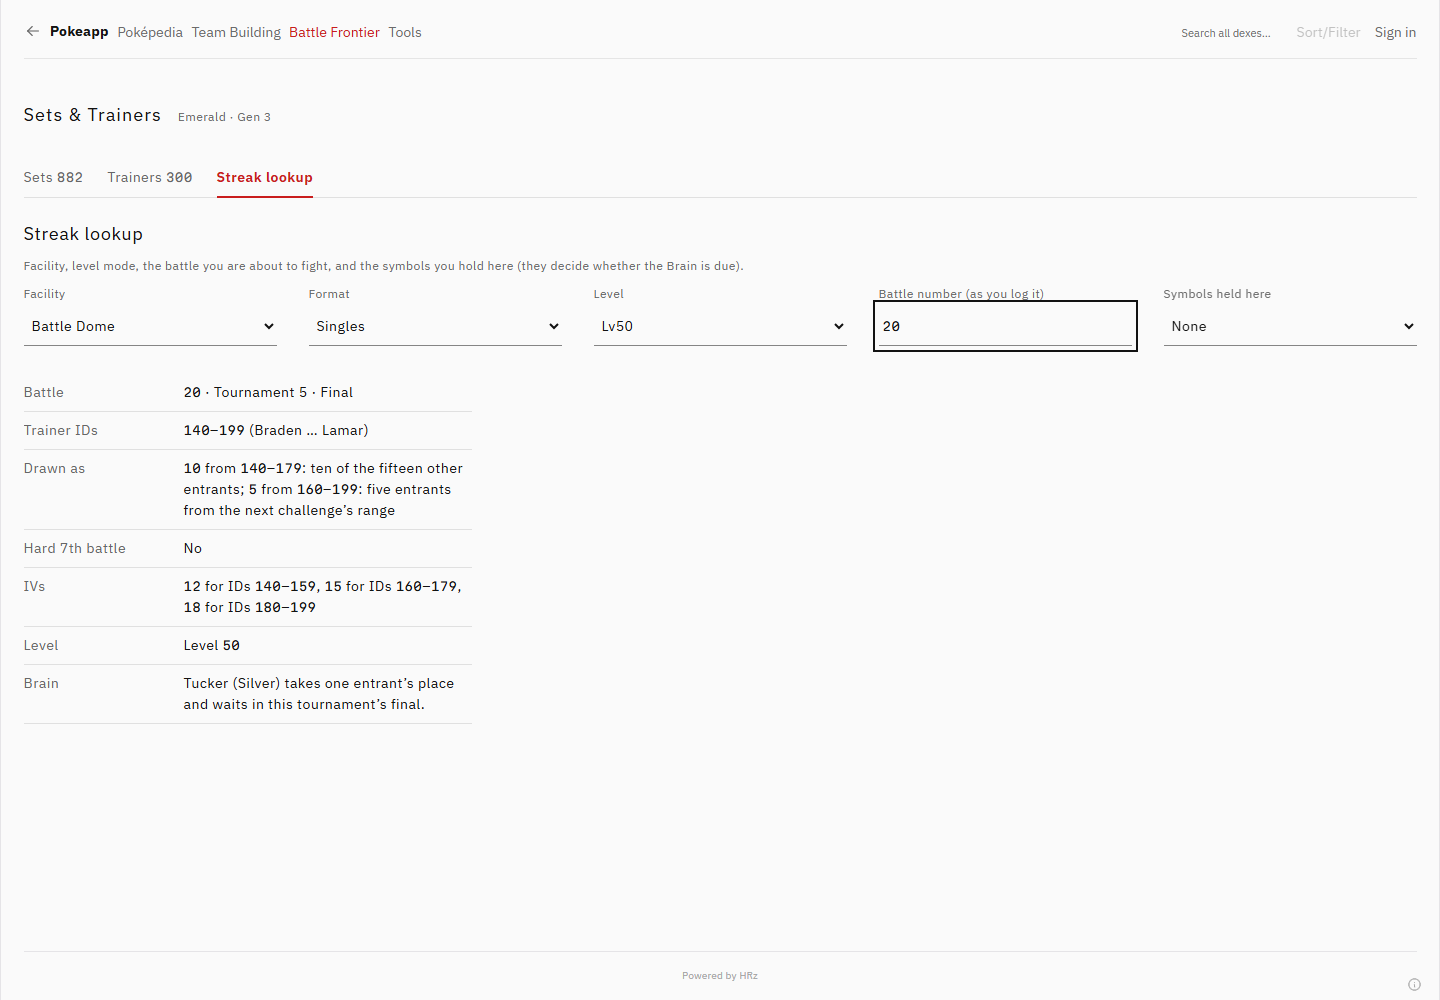 ← Pokeapp Poképedia Team Building Battle Frontier Tools Search all dexes... Sort/Filter Sign in
Sets & Trainers Emerald · Gen 3
Sets 882 Trainers 300 Streak lookup
Streak lookup
Facility, level mode, the battle you are about to fight, and the symbols you hold here (they decide whether the Brain is due).
Facility Format Level Battle number (as you log it) Symbols held here
Battle Dome Singles Lv50 20 None
Battle 20 · Tournament 5 · Final
Trainer IDs 140–199 (Braden … Lamar)
Drawn as 10 from 140–179: ten of the fifteen other
entrants; 5 from 160–199: five entrants
from the next challenge’s range
Hard 7th battle No
IVs 12 for IDs 140–159, 15 for IDs 160–179,
18 for IDs 180–199
Level Level 50
Brain Tucker (Silver) takes one entrant’s place
and waits in this tournament’s final.
Powered by HRz